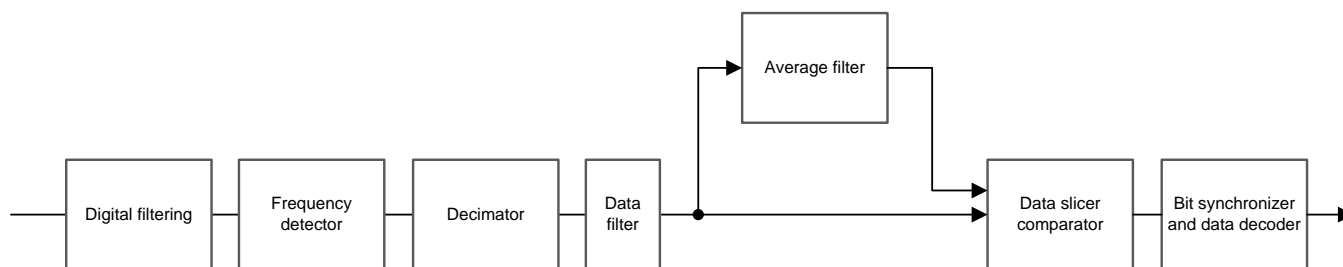 Average filter
Digital filtering
Frequency
detector
Decimator
Data
filter
Data slicer
comparator
Bit synchronizer
and data decoder